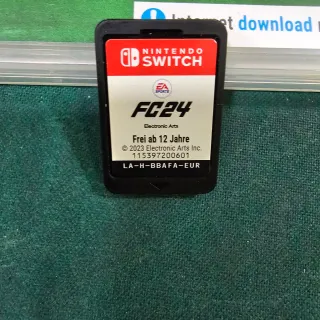 Internet download
NINTENDO
SWITCH
EA
SPORTS
FC24
Electronic Arts
Frei ab 12 Jahre
© 2023 Electronic Arts Inc.
115397200601
LA-H-BBAFA-EUR